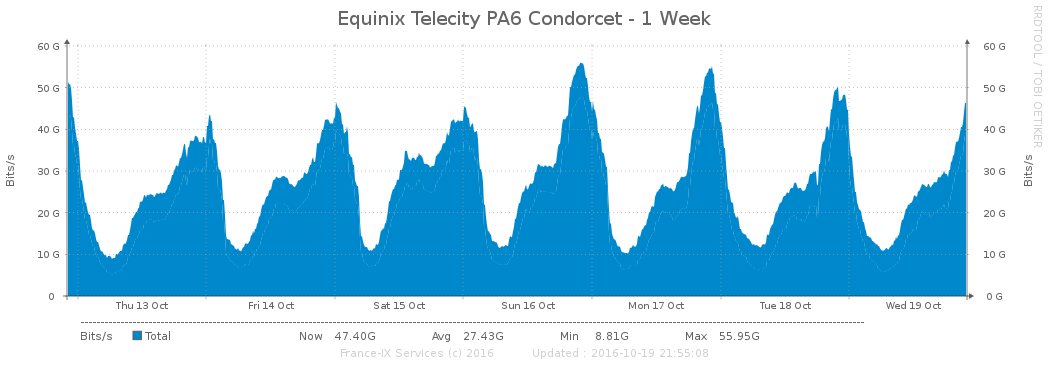 Equinix Telecity PA6 Condorcet - 1 Week
RRDTOOL / TOBI OETIKER
60 G 60 G
50 G 50 G
40 G 40 G
30 G 30 G
20 G 20 G
10 G 10 G
0 0 G
Bits/s
Bits/s
Thu 13 Oct Fri 14 Oct Sat 15 Oct Sun 16 Oct Mon 17 Oct Tue 18 Oct Wed 19 Oct
Bits/s Total Now 47.40G Avg 27.43G Min 8.81G Max 55.95G
France-IX Services (c) 2016 Updated : 2016-10-19 21:55:08